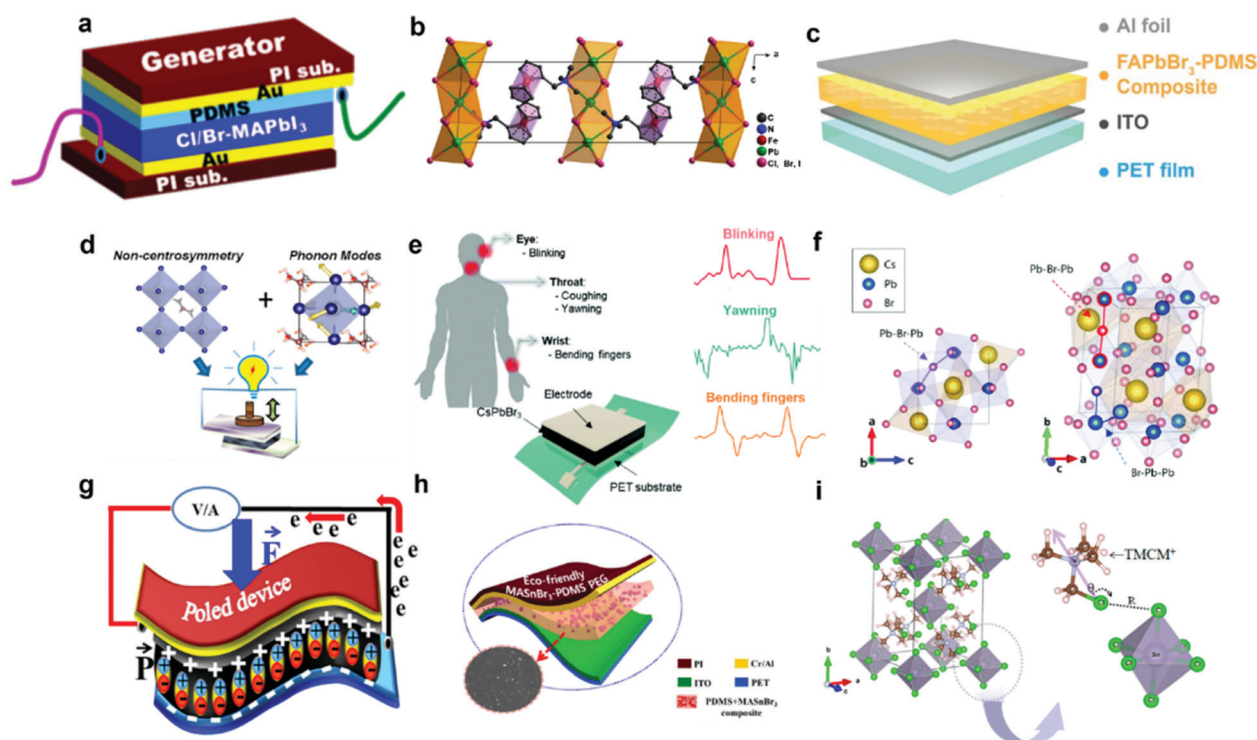 a
Generator
PI sub.
Au
PDMS
Cl/Br-MAPbI3
Au
PI sub.
b
a
c
C
N
Fe
Pb
Cl, Br, I
c
Al foil
FAPbBr3-PDMS
Composite
ITO
PET film
d
Non-centrosymmetry
Phonon Modes
+
e
Eye:
- Blinking
Throat:
- Coughing
- Yawning
Wrist:
- Bending fingers
Electrode
CsPbBr3
PET substrate
Blinking
Yawning
Bending fingers
f
Cs
Pb
Br
Pb-Br-Pb
Pb-Br-Pb
a
b
c
b
a
c
Br-Pb-Pb
g
V/A
e e e e
e
e
e
e
e
e
F
Poled device
P
h
Eco-friendly
MASnBr3-PDMS PEG
PI
Cr/Al
ITO
PET
PDMS+MASnBr3
composite
i
TMCM+
θ
R
Sn
b
a
c